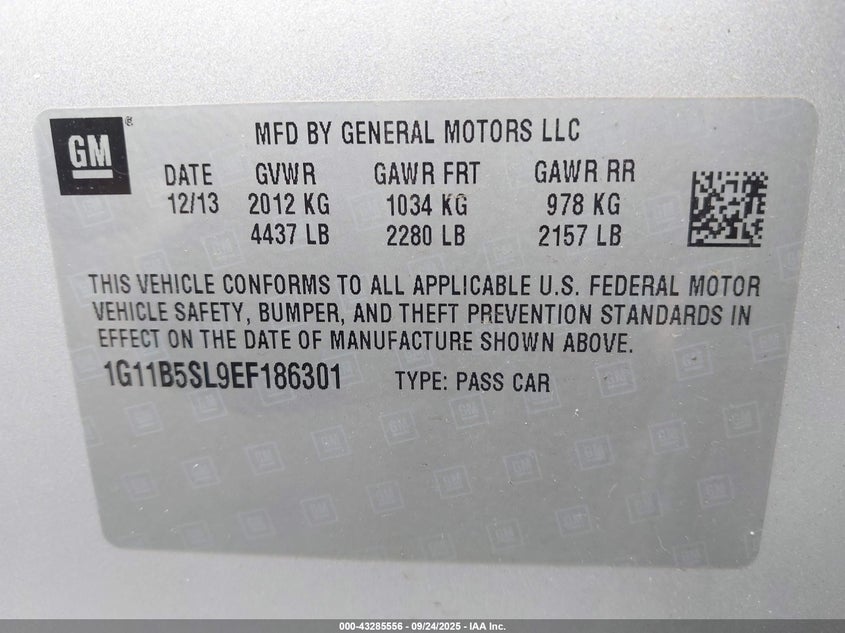 GM
MFD BY GENERAL MOTORS LLC
DATE GVWR GAWR FRT GAWR RR
12/13 2012 KG 1034 KG 978 KG
4437 LB 2280 LB 2157 LB
THIS VEHICLE CONFORMS TO ALL APPLICABLE U.S. FEDERAL MOTOR
VEHICLE SAFETY, BUMPER, AND THEFT PREVENTION STANDARDS IN
EFFECT ON THE DATE OF MANUFACTURE SHOWN ABOVE.
1G11B5SL9EF186301 TYPE: PASS CAR
000-43285556 - 09/24/2025 - IAA Inc.